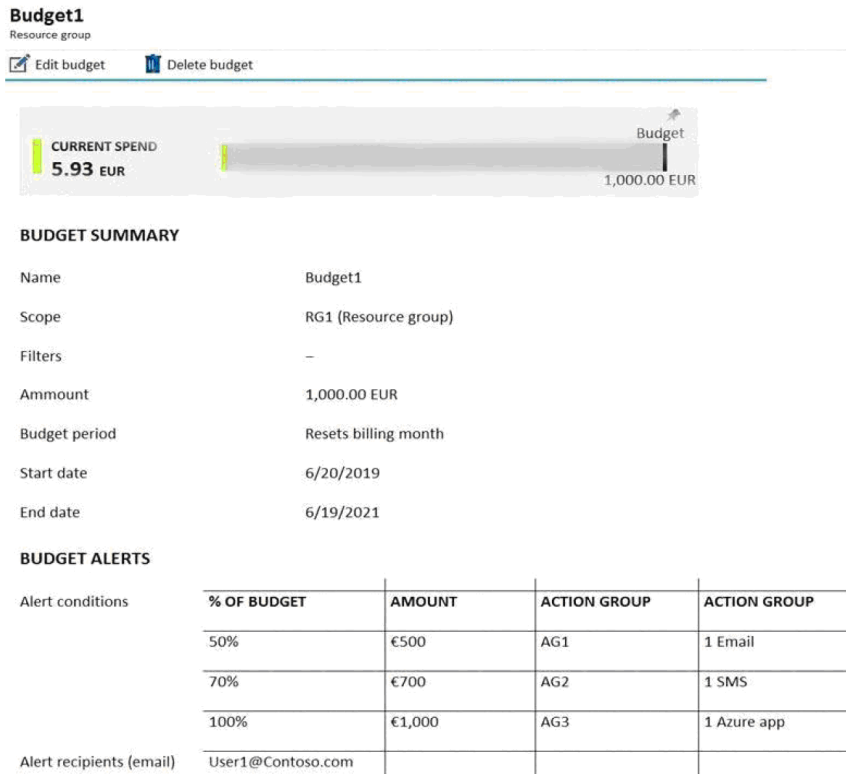 Budget1
Resource group
Edit budget Delete budget
Budget
CURRENT SPEND
5.93 EUR
1,000.00 EUR
BUDGET SUMMARY
Name Budget1
Scope RG1 (Resource group)
Filters –
Ammount 1,000.00 EUR
Budget period Resets billing month
Start date 6/20/2019
End date 6/19/2021
BUDGET ALERTS
Alert conditions % OF BUDGET AMOUNT ACTION GROUP ACTION GROUP
50% €500 AG1 1 Email
70% €700 AG2 1 SMS
100% €1,000 AG3 1 Azure app
Alert recipients (email) User1@Contoso.com